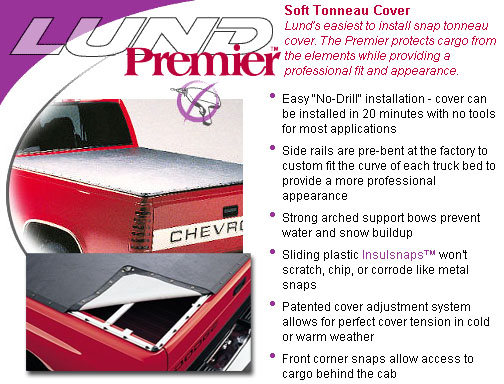 LUND
Premier™
Soft Tonneau Cover
Lund's easiest to install snap tonneau
cover. The Premier protects cargo from
the elements while providing a
professional fit and appearance.
• Easy "No-Drill" installation - cover can
be installed in 20 minutes with no tools
for most applications
• Side rails are pre-bent at the factory to
custom fit the curve of each truck bed to
provide a more professional
appearance
• Strong arched support bows prevent
water and snow buildup
• Sliding plastic Insulsnaps™ won't
scratch, chip, or corrode like metal
snaps
• Patented cover adjustment system
allows for perfect cover tension in cold
or warm weather
• Front corner snaps allow access to
cargo behind the cab
CHEVRO
DODGE